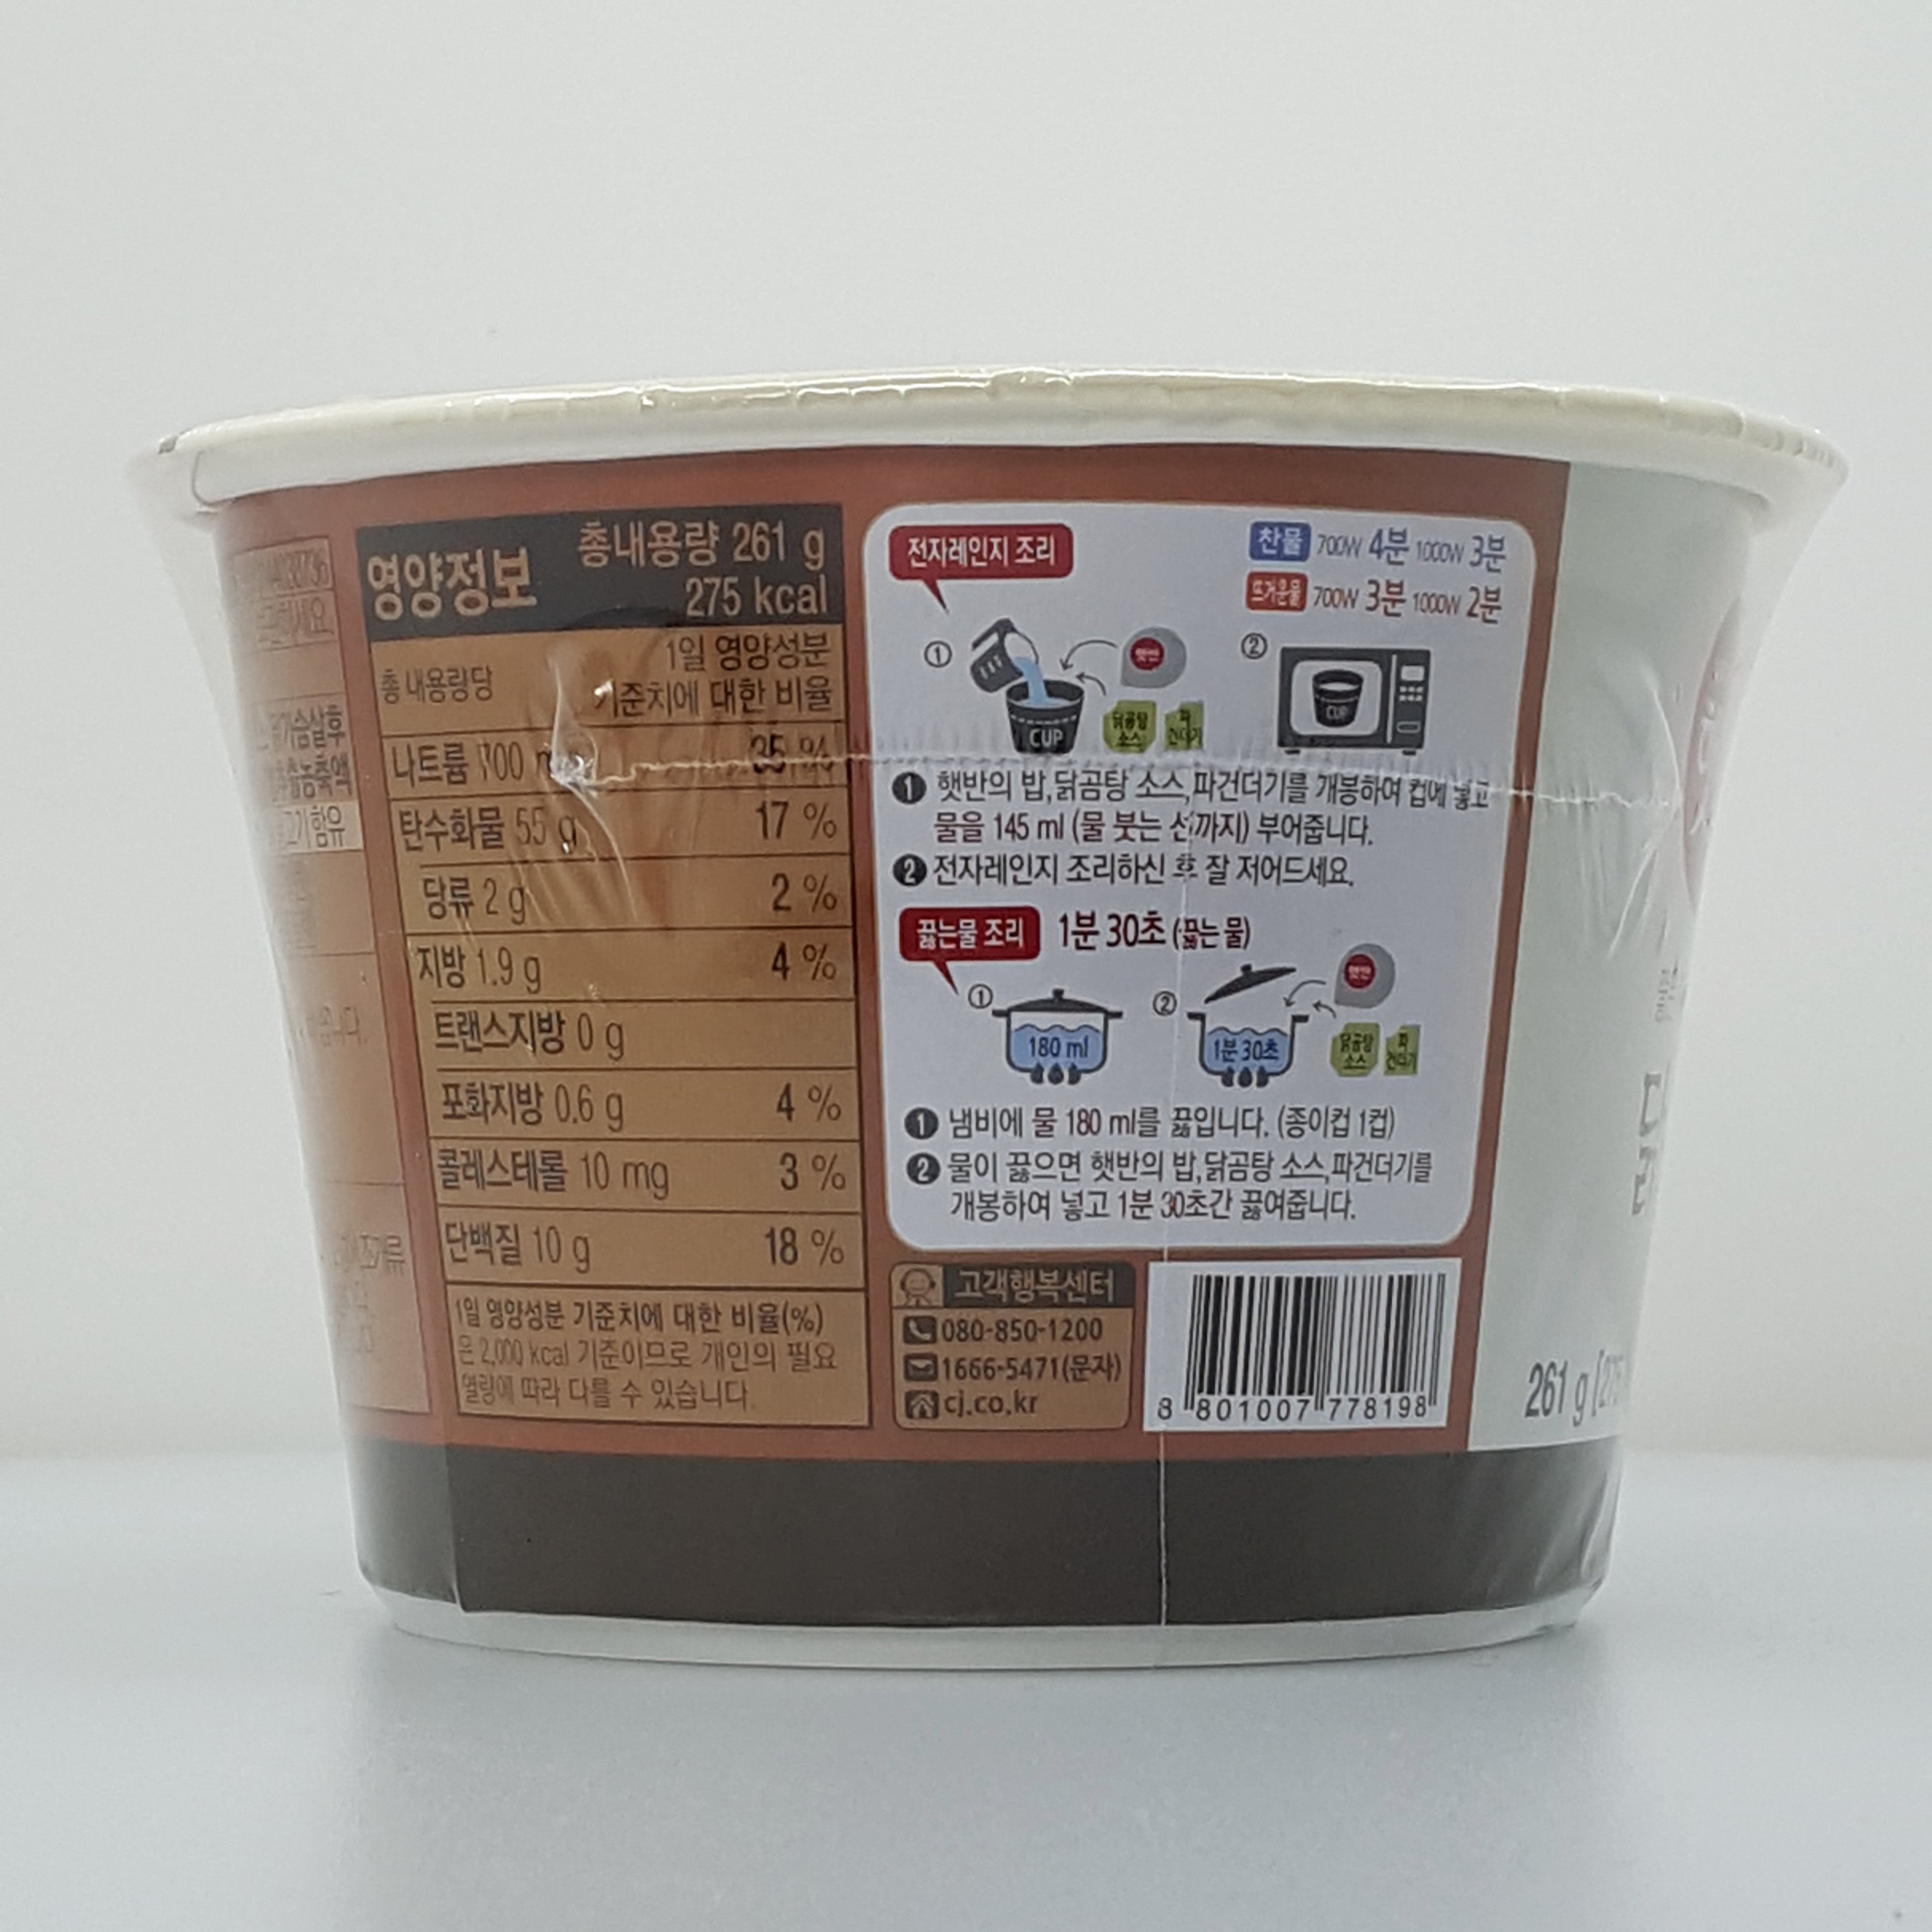 영양정보
총내용량 261 g
275 kcal
총 내용량당
1일 영양성분
기준치에 대한 비율
나트륨 700 35 %
탄수화물 55 g 17 %
당류 2 g 2 %
지방 1.9 g 4 %
트랜스지방 0 g
포화지방 0.6 g 4 %
콜레스테롤 10 mg 3 %
단백질 10 g 18 %
1일 영양성분 기준치에 대한 비율(%)
은 2,000 kcal 기준이므로 개인의 필요
열량에 따라 다를 수 있습니다.
전자레인지 조리
찬물 700W 4분 1000W 3분
뜨거운물 700W 3분 1000W 2분
①
햇반
CUP
닭곰탕 소스
파 건더기
②
CUP
❶ 햇반의 밥, 닭곰탕 소스, 파건더기를 개봉하여 컵에 넣고
물을 145 ml (물 붓는 선까지) 부어줍니다.
❷ 전자레인지 조리하신 후 잘 저어드세요.
끓는물 조리 1분 30초 (끓는 물)
①
180 ml
②
1분 30초
햇반
닭곰탕 소스
파 건더기
❶ 냄비에 물 180 ml를 끓입니다. (종이컵 1컵)
❷ 물이 끓으면 햇반의 밥, 닭곰탕 소스, 파건더기를
개봉하여 넣고 1분 30초간 끓여줍니다.
고객행복센터
080-850-1200
1666-5471(문자)
cj.co.kr
8 801007 778198
261 g